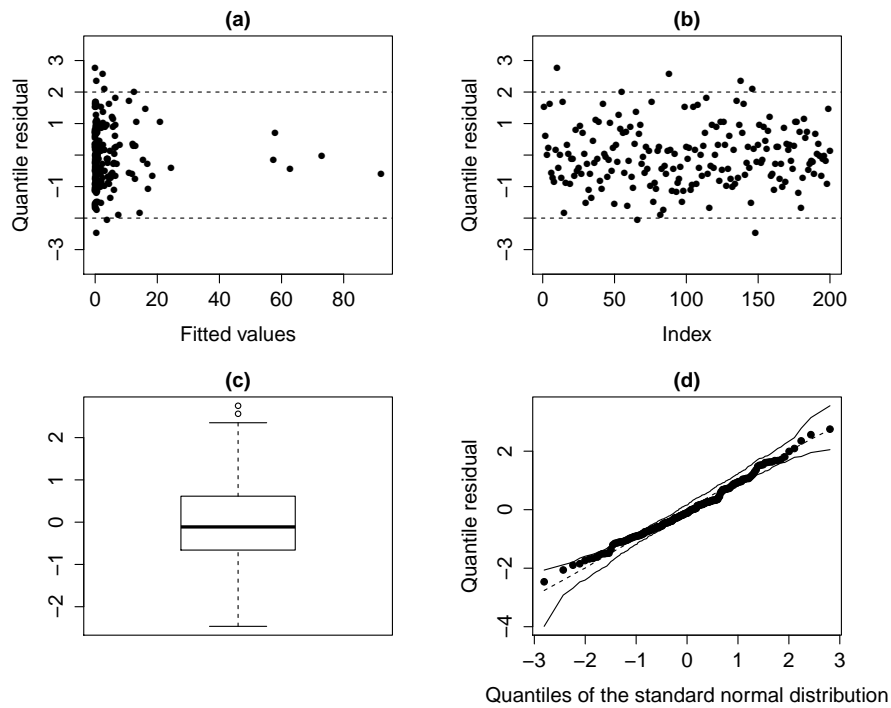 (a)
Quantile residual
3
2
1
-1
-3
0 20 40 60 80
Fitted values
(b)
Quantile residual
3
2
1
-1
-3
0 50 100 150 200
Index
(c)
2
1
0
-1
-2
(d)
Quantile residual
2
0
-2
-4
-3 -2 -1 0 1 2 3
Quantiles of the standard normal distribution